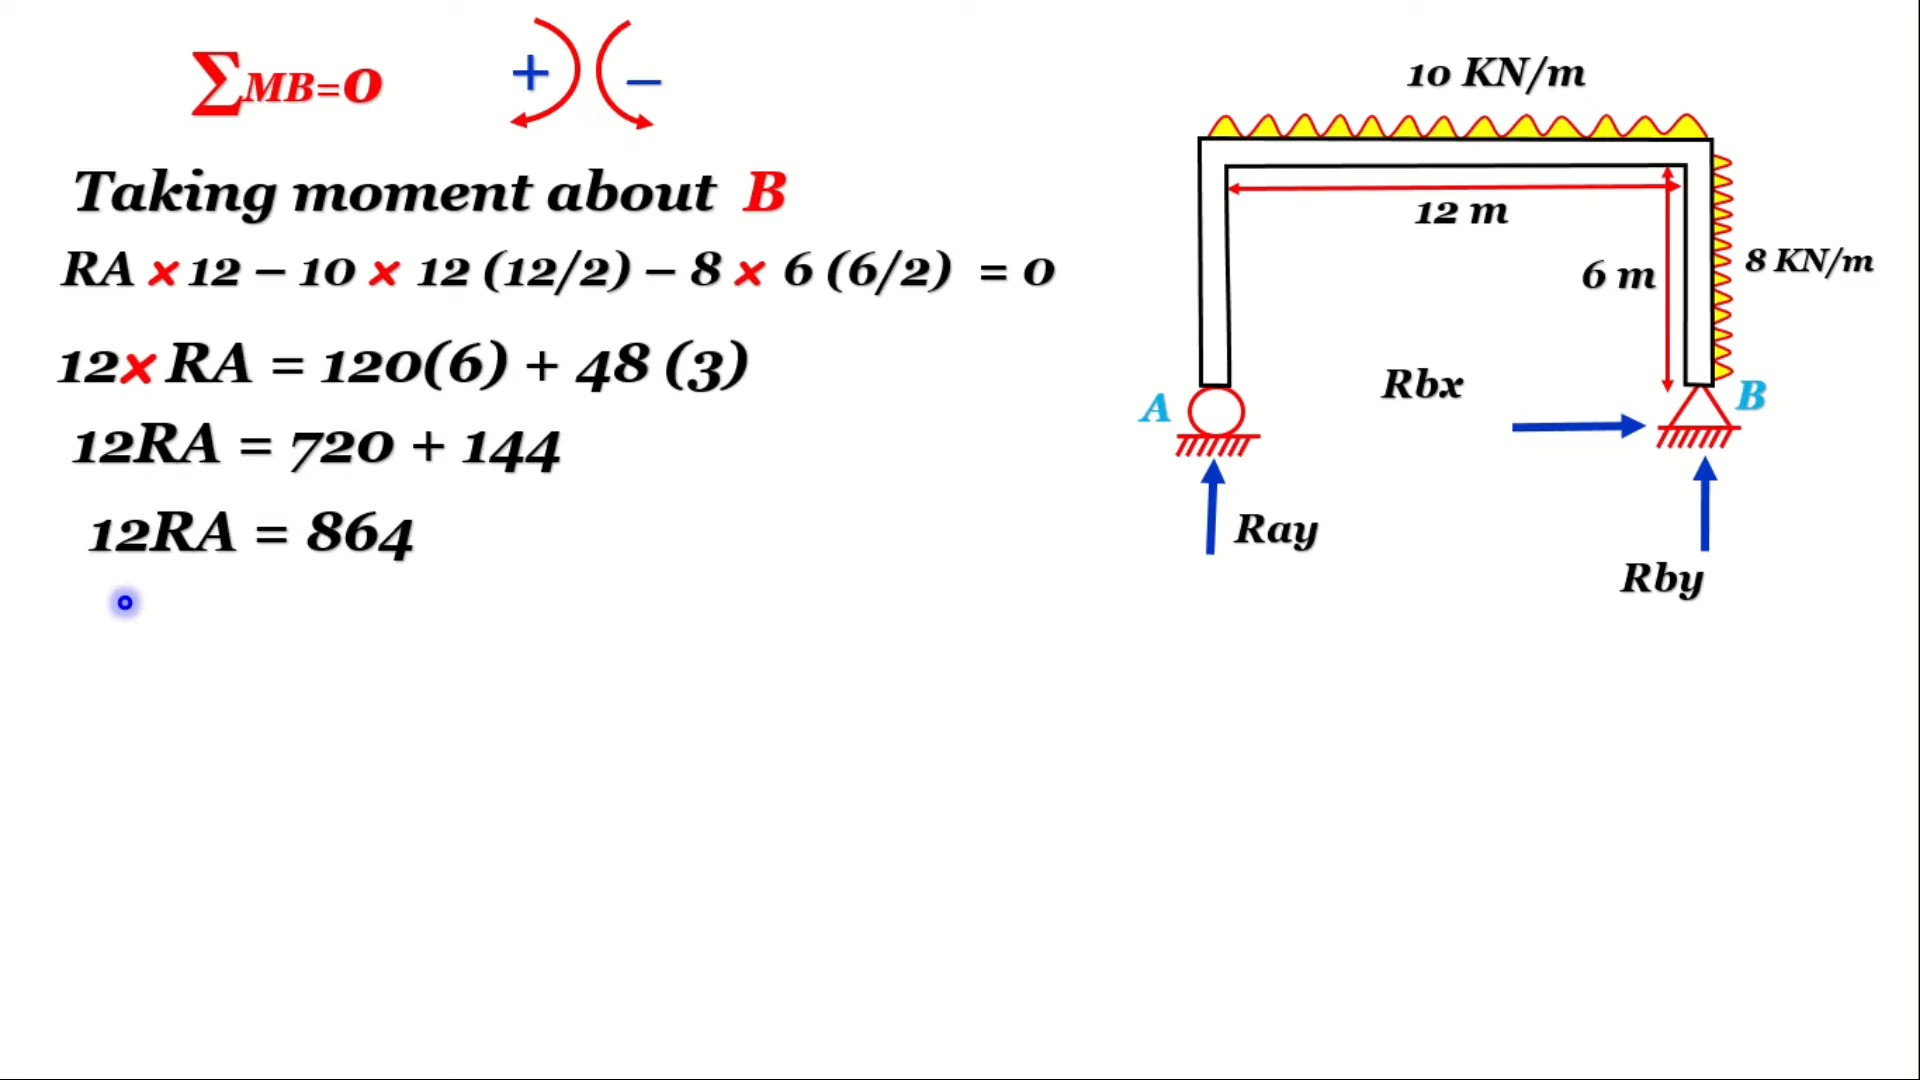 ∑MB=0
+ −
Taking moment about B
RA × 12 – 10 × 12 (12/2) – 8 × 6 (6/2) = 0
12× RA = 120(6) + 48 (3)
12RA = 720 + 144
12RA = 864
10 KN/m
12 m
6 m
8 KN/m
Rbx
A
B
Ray
Rby